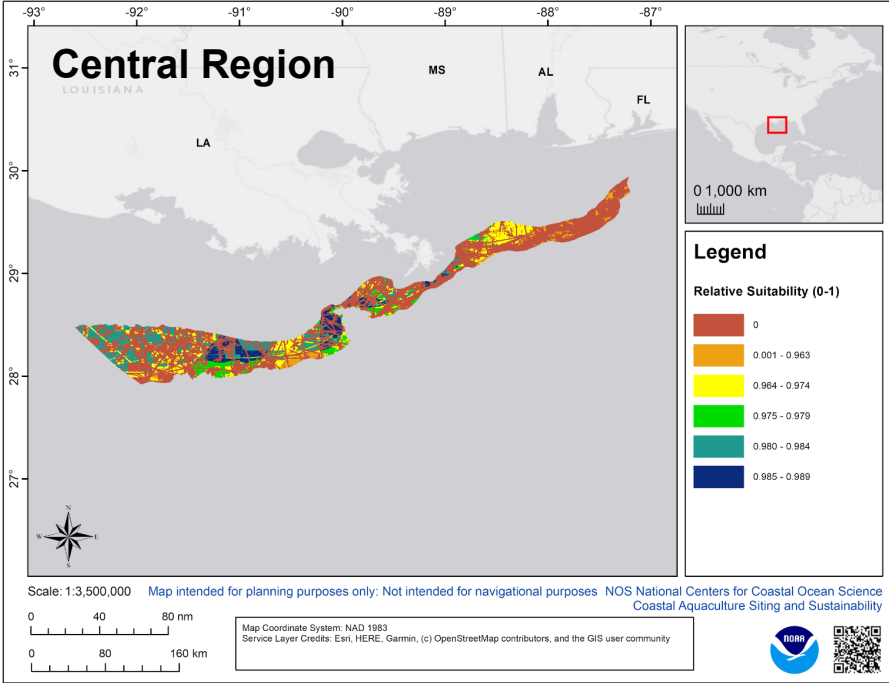 -93° -92° -91° -90° -89° -88° -87°
Central Region
LOUISIANA
MS
AL
FL
LA
31°
30°
29°
28°
27°
N
W E
S
0 1,000 km
Legend
Relative Suitability (0-1)
0
0.001 - 0.963
0.964 - 0.974
0.975 - 0.979
0.980 - 0.984
0.985 - 0.989
Scale: 1:3,500,000 Map intended for planning purposes only: Not intended for navigational purposes NOS National Centers for Coastal Ocean Science
Coastal Aquaculture Siting and Sustainability
0 40 80 nm
0 80 160 km
Map Coordinate System: NAD 1983
Service Layer Credits: Esri, HERE, Garmin, (c) OpenStreetMap contributors, and the GIS user community
NOAA